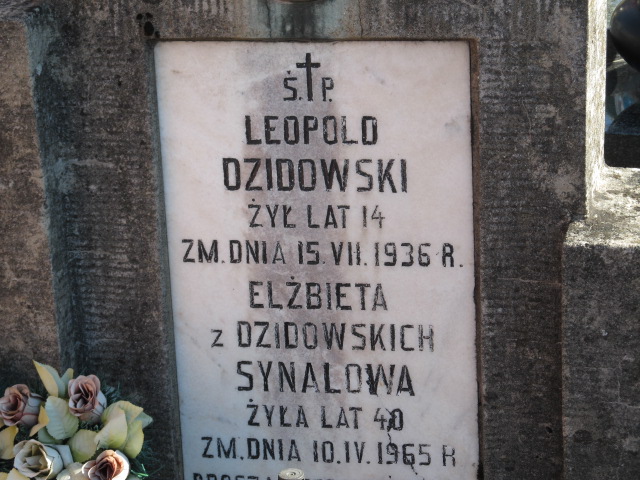 Ś.†P.
LEOPOLD
DZIDOWSKI
ŻYŁ LAT 14
ZM. DNIA 15.VII.1936 R.
ELŻBIETA
z DZIDOWSKICH
SYNALOWA
ŻYŁA LAT 40
ZM. DNIA 10.IV.1965 R